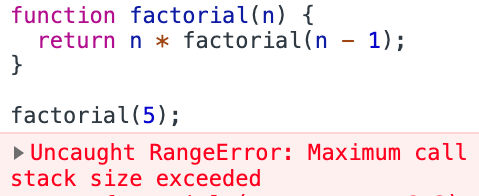 function factorial(n) {
  return n * factorial(n - 1);
}
factorial(5);
Uncaught RangeError: Maximum call
stack size exceeded